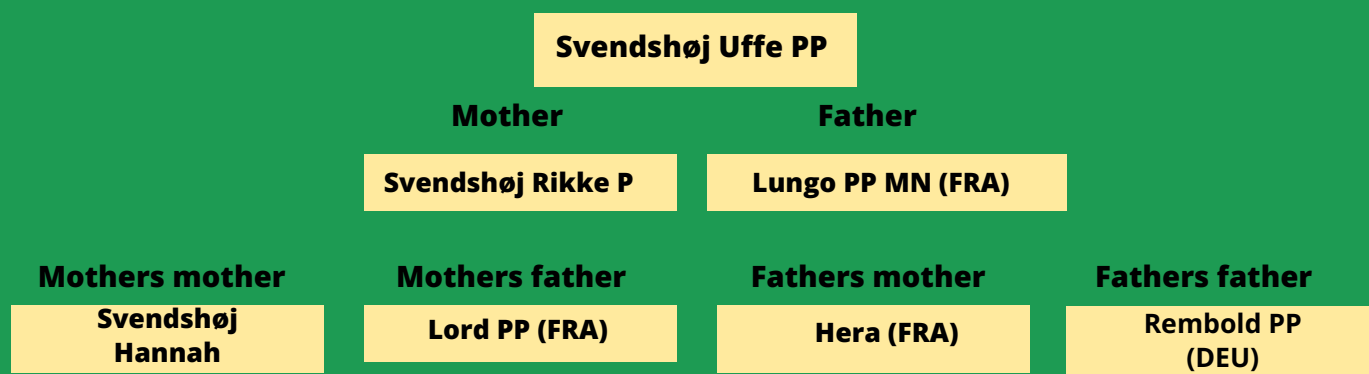 Svendshøj Uffe PP
Mother
Father
Svendshøj Rikke P
Lungo PP MN (FRA)
Mothers mother
Mothers father
Fathers mother
Fathers father
Svendshøj
Hannah
Lord PP (FRA)
Hera (FRA)
Rembold PP
(DEU)